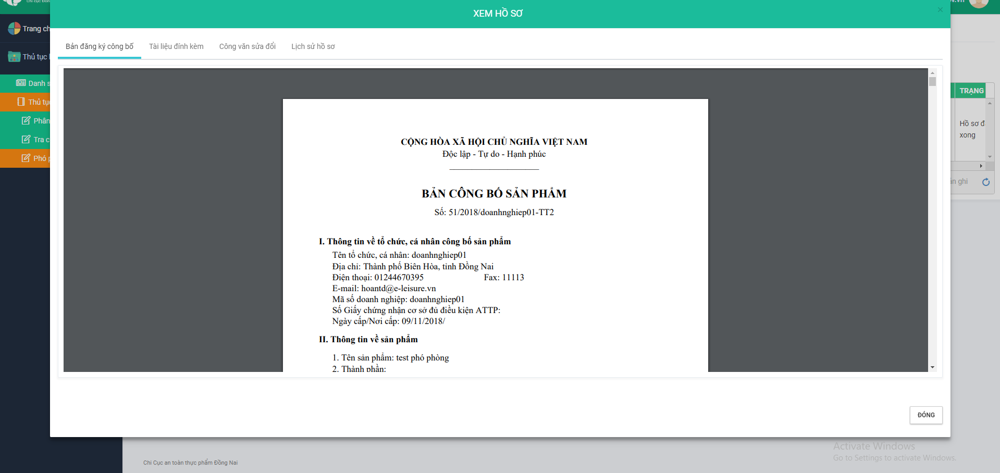 XEM HỒ SƠ
×
Trang ch
Thủ tục
Danh s
Thủ tục
Phân
Tra c
Phó p
Bản đăng ký công bố
Tài liệu đính kèm
Công văn sửa đổi
Lịch sử hồ sơ
CỘNG HÒA XÃ HỘI CHỦ NGHĨA VIỆT NAM
Độc lập - Tự do - Hạnh phúc
BẢN CÔNG BỐ SẢN PHẨM
Số: 51/2018/doanhnghiep01-TT2
I. Thông tin về tổ chức, cá nhân công bố sản phẩm
Tên tổ chức, cá nhân: doanhnghiep01
Địa chỉ: Thành phố Biên Hòa, tỉnh Đồng Nai
Điện thoại: 01244670395 Fax: 11113
E-mail: hoantd@e-leisure.vn
Mã số doanh nghiệp: doanhnghiep01
Số Giấy chứng nhận cơ sở đủ điều kiện ATTP:
Ngày cấp/Nơi cấp: 09/11/2018/
II. Thông tin về sản phẩm
1. Tên sản phẩm: test phó phòng
2. Thành phần:
TRẠNG
Hồ sơ đ
xong
ản ghi
ĐÓNG
Activate Windows
Go to Settings to activate Windows.
Chi Cục an toàn thực phẩm Đồng Nai